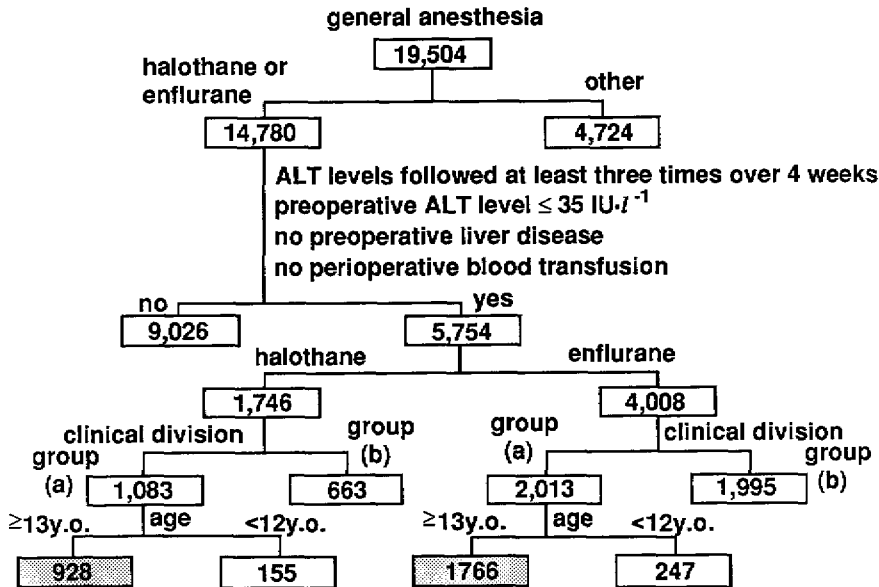 general anesthesia
19,504
halothane or
enflurane
other
14,780
4,724
ALT levels followed at least three times over 4 weeks
preoperative ALT level ≤ 35 IU·l⁻¹
no preoperative liver disease
no perioperative blood transfusion
no
yes
9,026
5,754
halothane
enflurane
1,746
4,008
clinical division
group
(a)
group
(b)
group
(a)
clinical division
group
(b)
1,083
663
2,013
1,995
≥13y.o.
age
<12y.o.
≥13y.o.
age
<12y.o.
928
155
1766
247